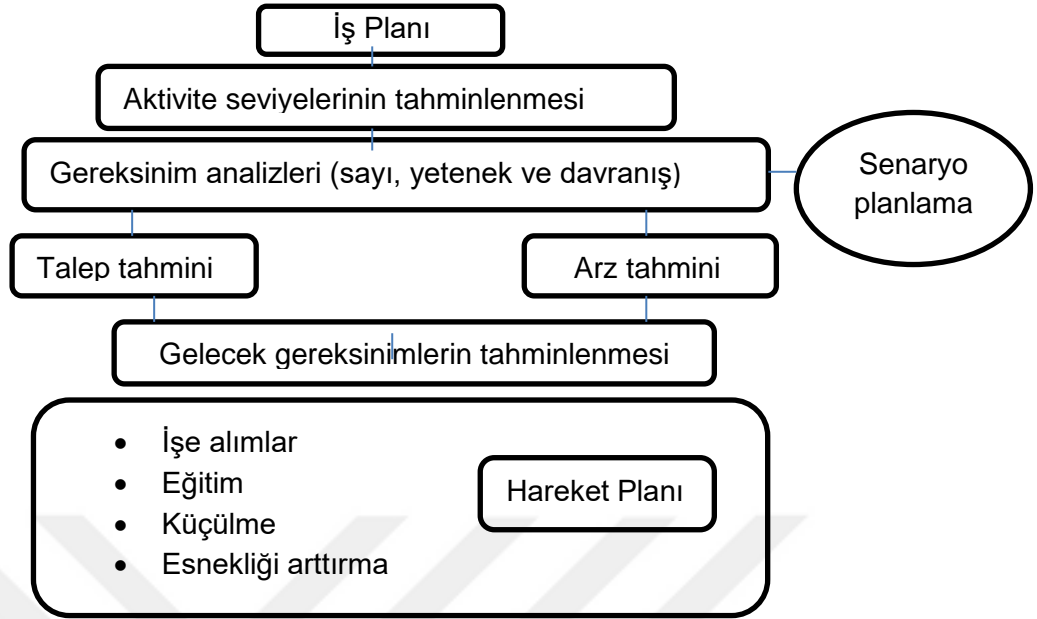 İş Planı
Aktivite seviyelerinin tahminlenmesi
Gereksinim analizleri (sayı, yetenek ve davranış)
Senaryo
planlama
Talep tahmini
Arz tahmini
Gelecek gereksinimlerin tahminlenmesi
• İşe alımlar
• Eğitim
• Küçülme
• Esnekliği arttırma
Hareket Planı